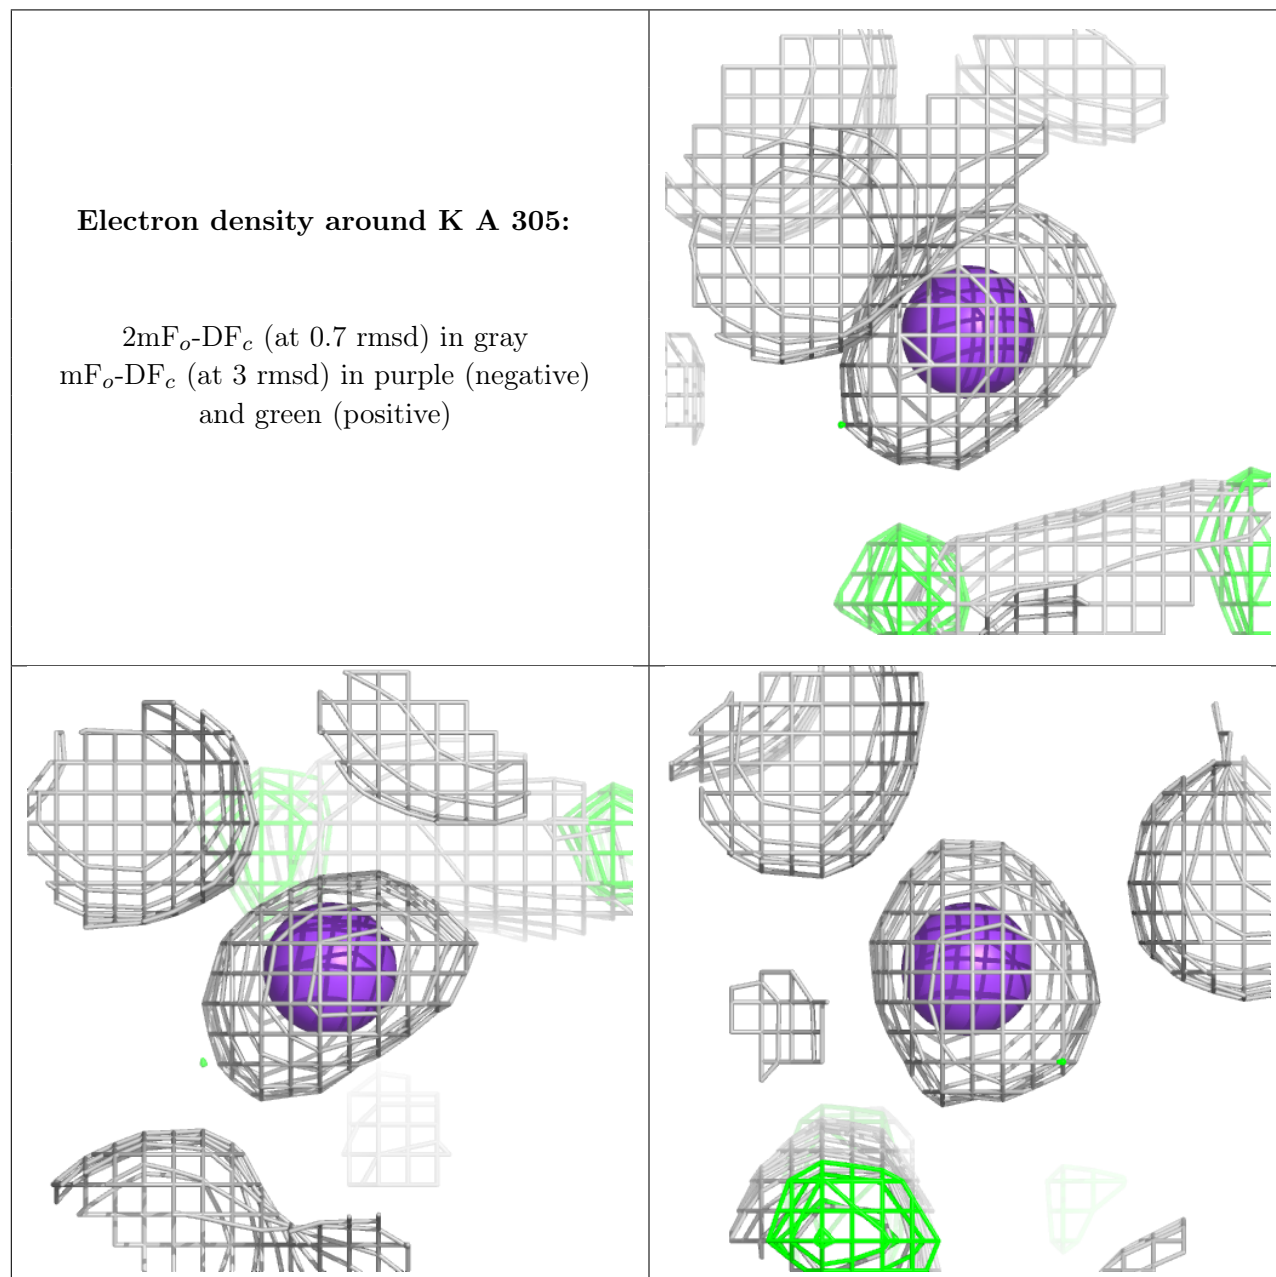 Electron density around K A 305:
2mFo-DFc (at 0.7 rmsd) in gray
mFo-DFc (at 3 rmsd) in purple (negative)
and green (positive)